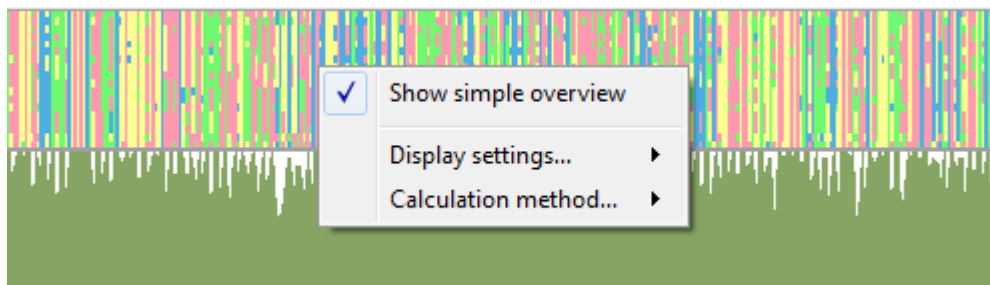 Show simple overview
Display settings...
Calculation method...